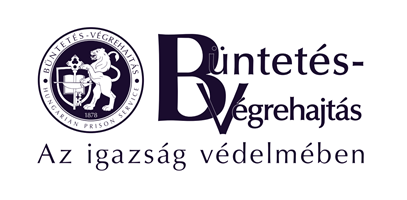 • BÜNTETÉS-VÉGREHAJTÁS •
HUNGARIAN PRISON SERVICE
1878
Büntetés-
Végrehajtás
Az igazság védelmében